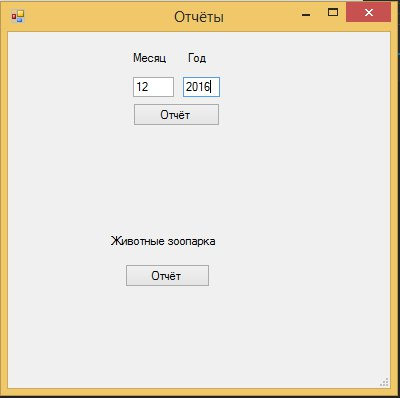 Отчёты
Месяц Год
12 2016
Отчёт
Животные зоопарка
Отчёт